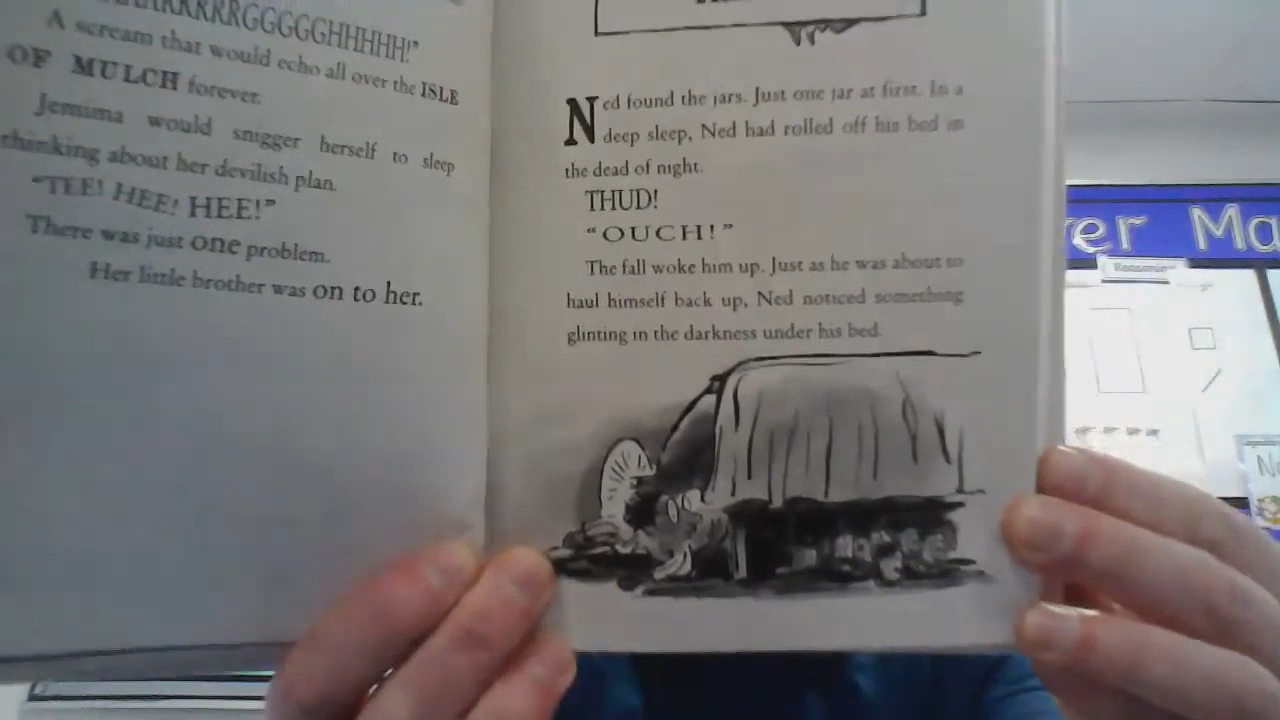 A scream that would echo all over the ISLE
OF MULCH forever.
Jemima would snigger herself to sleep
thinking about her devilish plan.
"TEE! HEE! HEE!"
There was just one problem.
Her little brother was on to her.
Ned found the jars. Just one jar at first. In a
deep sleep, Ned had rolled off his bed in
the dead of night.
THUD!
"OUCH!"
The fall woke him up. Just as he was about to
haul himself back up, Ned noticed something
glinting in the darkness under his bed.
er Ma